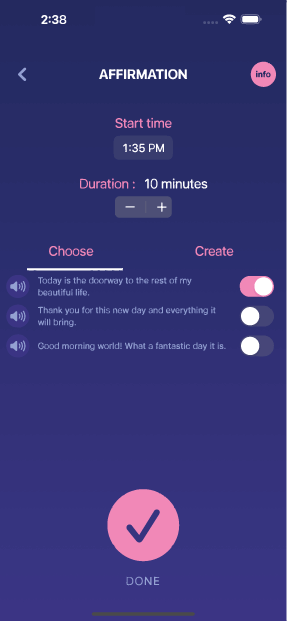 2:38
AFFIRMATION
info
Start time
1:35 PM
Duration : 10 minutes
Choose
Create
Today is the doorway to the rest of my
beautiful life.
Thank you for this new day and everything it
will bring.
Good morning world! What a fantastic day it is.
DONE